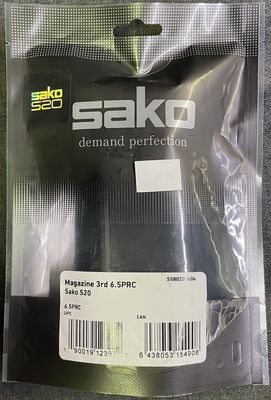 sako
S20
sako
demand perfection
Magazine 3rd 6.5PRC
Sako S20
6.5PRC
UPC
EAN
6 438053 154908